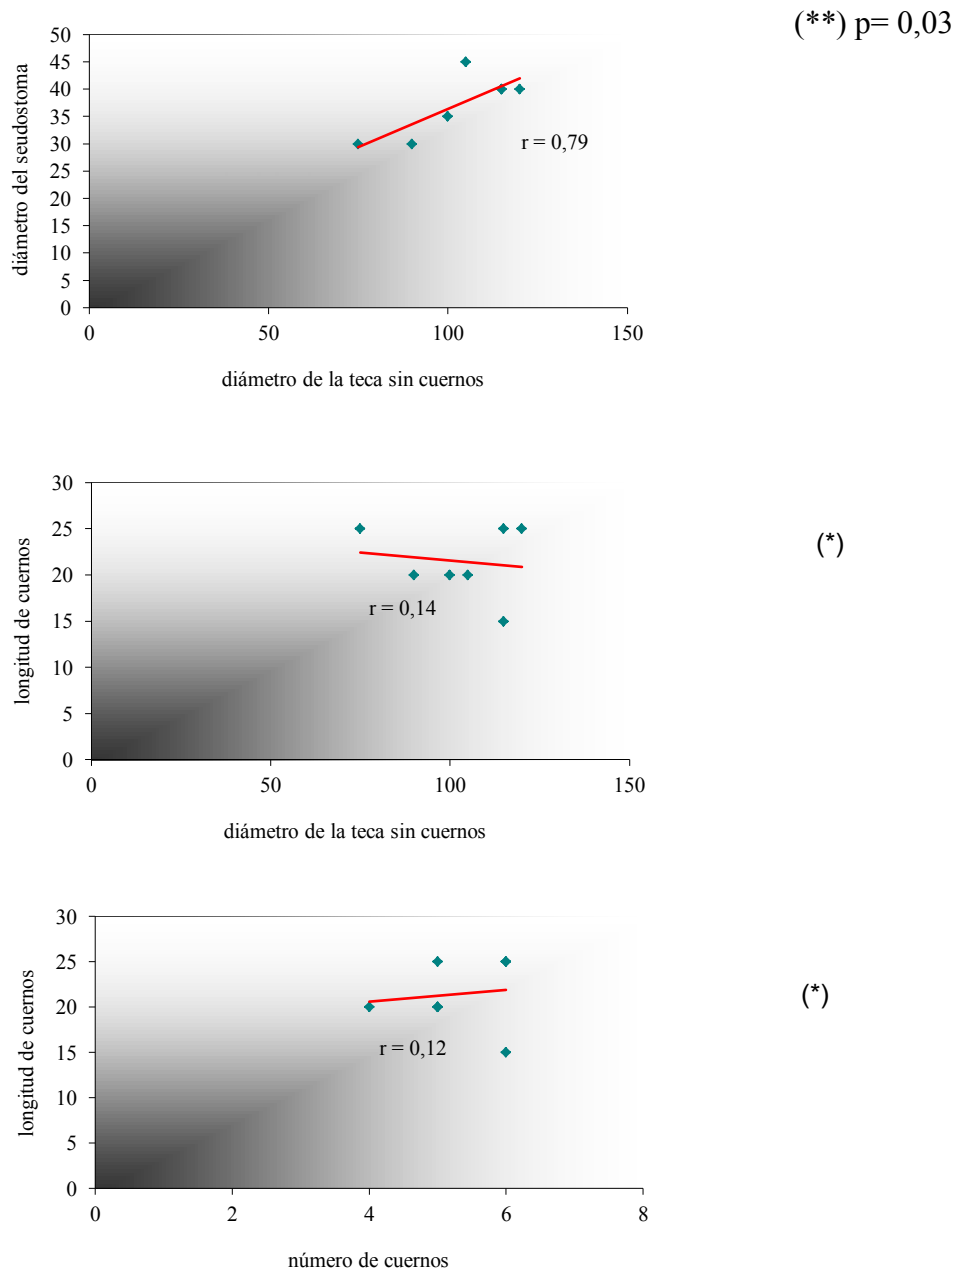 (**) p= 0,03
diámetro del seudostoma
50
45
40
35
30
25
20
15
10
5
0
r = 0,79
0 50 100 150
diámetro de la teca sin cuernos
longitud de cuernos
30
25
20
15
10
5
0
r = 0,14
(*)
0 50 100 150
diámetro de la teca sin cuernos
longitud de cuernos
30
25
20
15
10
5
0
r = 0,12
(*)
0 2 4 6 8
número de cuernos